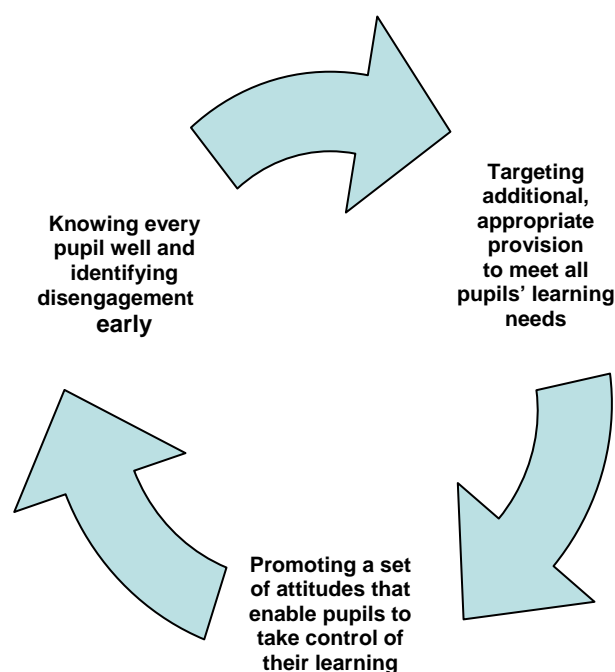 Knowing every
pupil well and
identifying
disengagement
early
Targeting
additional,
appropriate
provision
to meet all
pupils’ learning
needs
Promoting a set
of attitudes that
enable pupils to
take control of
their learning